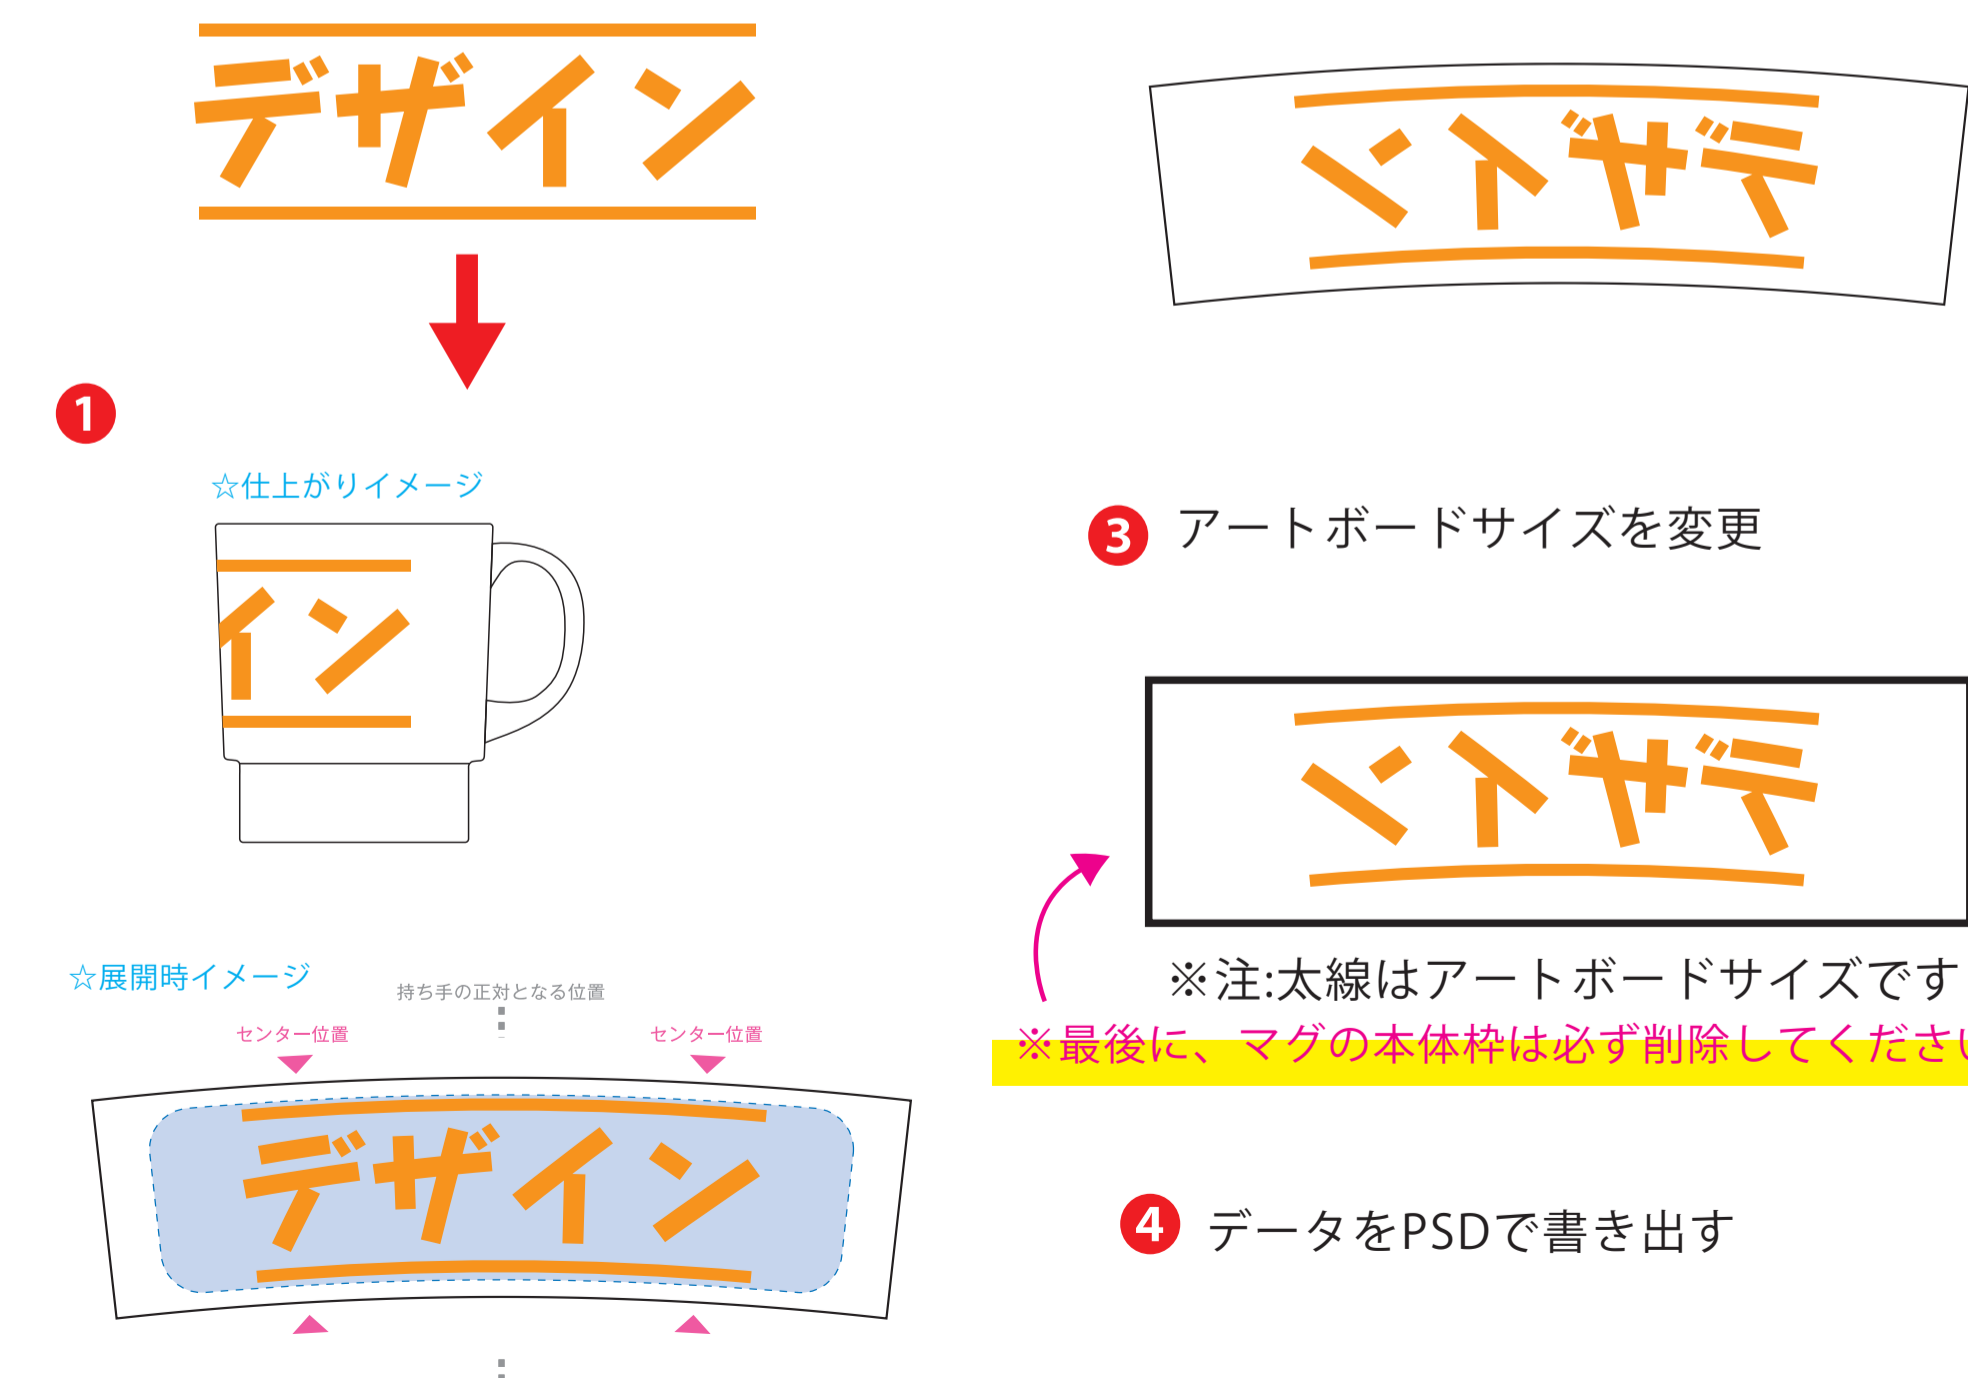 デザイン
1
☆仕上がりイメージ
イン
☆展開時イメージ
持ち手の正対となる位置
センター位置
センター位置
デザイン
デザイン
3 アートボードサイズを変更
デザイン
※注:太線はアートボードサイズです
※最後に、マグの本体枠は必ず削除してください
4 データをPSDで書き出す